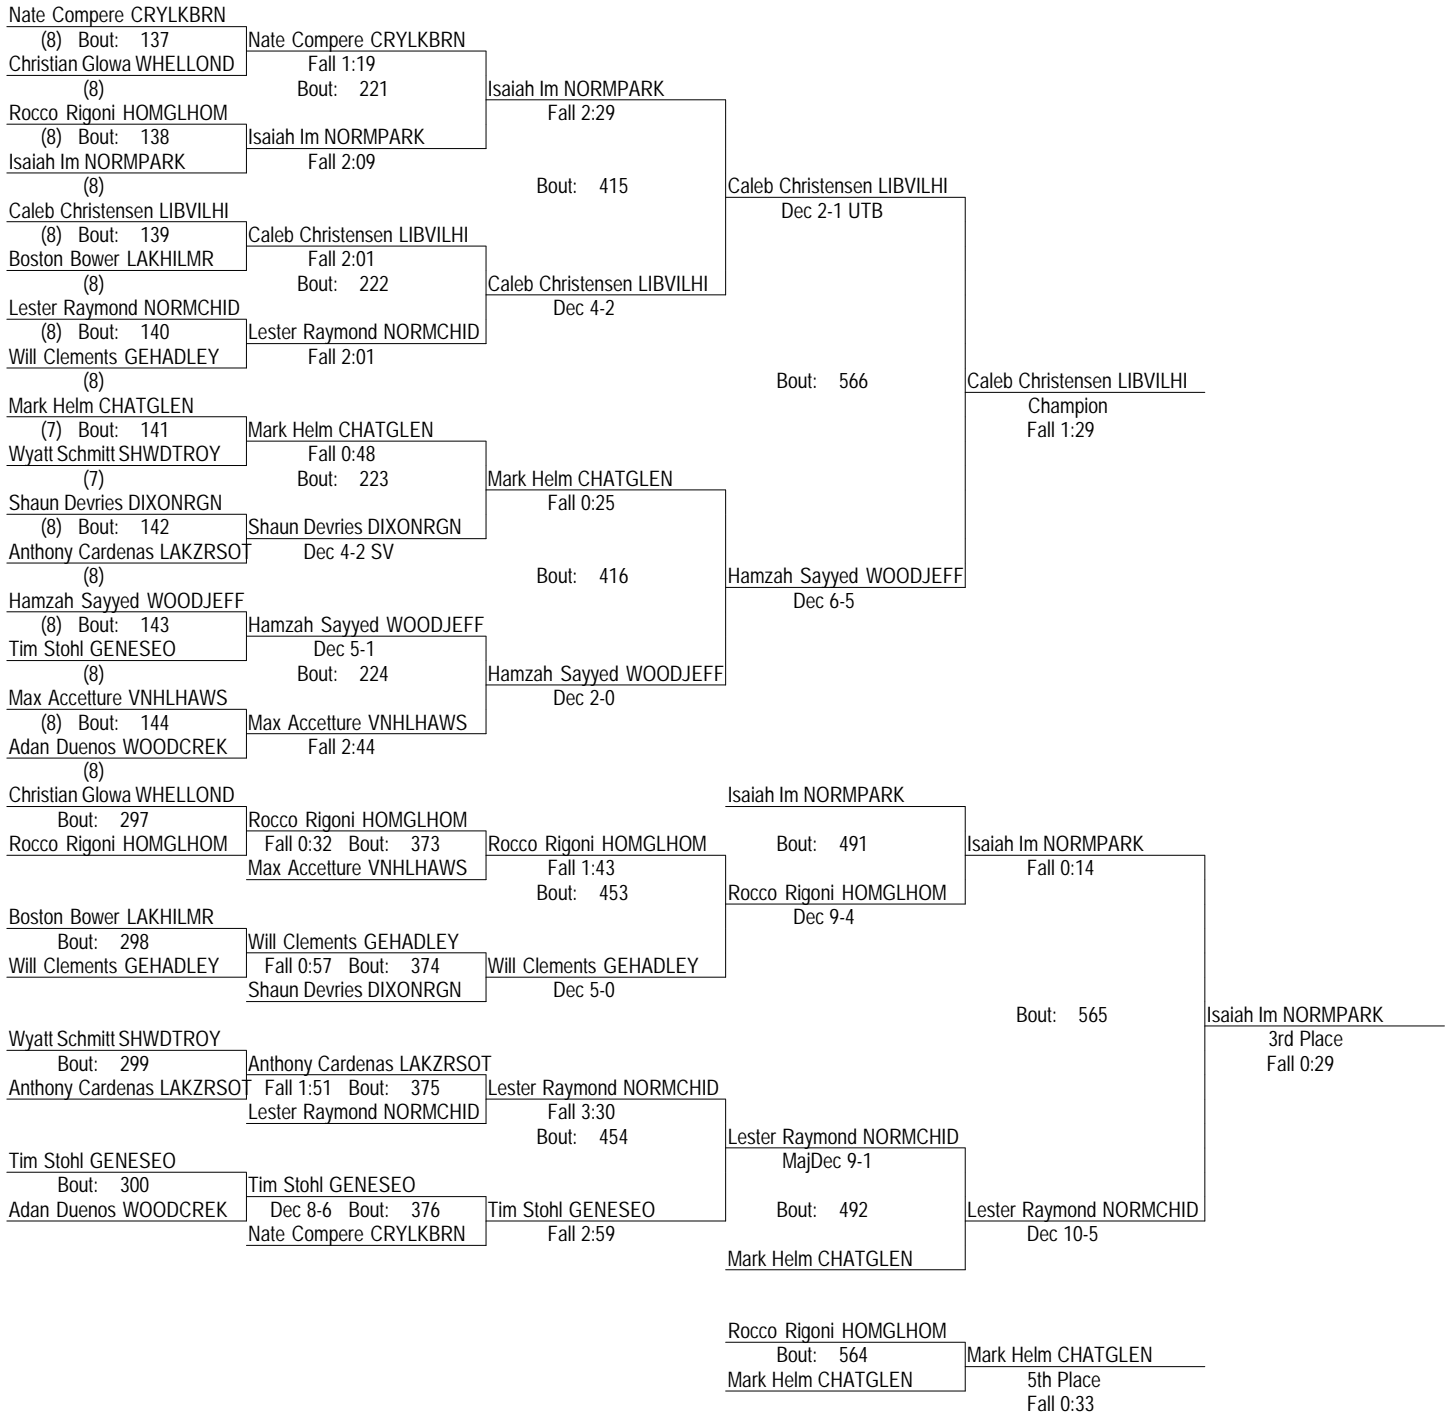 Nate Compere CRYLKBRN
(8) Bout: 137 Nate Compere CRYLKBRN
Christian Glowa WHELLOND Fall 1:19
(8) Bout: 221 Isaiah Im NORMPARK
Rocco Rigoni HOMGLHOM Fall 2:29
(8) Bout: 138 Isaiah Im NORMPARK
Isaiah Im NORMPARK Fall 2:09
(8) Bout: 415 Caleb Christensen LIBVILHI
Caleb Christensen LIBVILHI Dec 2-1 UTB
(8) Bout: 139 Caleb Christensen LIBVILHI
Boston Bower LAKHILMR Fall 2:01
(8) Bout: 222 Caleb Christensen LIBVILHI
Lester Raymond NORMCHID Dec 4-2
(8) Bout: 140 Lester Raymond NORMCHID
Will Clements GEHADLEY Fall 2:01
(8) Bout: 566 Caleb Christensen LIBVILHI
Mark Helm CHATGLEN Champion
(7) Bout: 141 Mark Helm CHATGLEN Fall 1:29
Wyatt Schmitt SHWDTROY Fall 0:48
(7) Bout: 223 Mark Helm CHATGLEN
Shaun Devries DIXONRGN Fall 0:25
(8) Bout: 142 Shaun Devries DIXONRGN
Anthony Cardenas LAKZRSOT Dec 4-2 SV
(8) Bout: 416 Hamzah Sayyed WOODJEFF
Hamzah Sayyed WOODJEFF Dec 6-5
(8) Bout: 143 Hamzah Sayyed WOODJEFF
Tim Stohl GENESEO Dec 5-1
(8) Bout: 224 Hamzah Sayyed WOODJEFF
Max Accetture VNHLHAWS Dec 2-0
(8) Bout: 144 Max Accetture VNHLHAWS
Adan Duenos WOODCREK Fall 2:44
(8)
Christian Glowa WHELLOND Isaiah Im NORMPARK
Bout: 297 Rocco Rigoni HOMGLHOM
Rocco Rigoni HOMGLHOM Fall 0:32 Bout: 373 Rocco Rigoni HOMGLHOM Bout: 491 Isaiah Im NORMPARK
Max Accetture VNHLHAWS Fall 1:43 Fall 0:14
Bout: 453 Rocco Rigoni HOMGLHOM
Boston Bower LAKHILMR Dec 9-4
Bout: 298 Will Clements GEHADLEY
Will Clements GEHADLEY Fall 0:57 Bout: 374 Will Clements GEHADLEY
Shaun Devries DIXONRGN Dec 5-0
Bout: 565 Isaiah Im NORMPARK
Wyatt Schmitt SHWDTROY 3rd Place
Bout: 299 Anthony Cardenas LAKZRSOT Fall 0:29
Anthony Cardenas LAKZRSOT Fall 1:51 Bout: 375 Lester Raymond NORMCHID
Lester Raymond NORMCHID Fall 3:30
Bout: 454 Lester Raymond NORMCHID
Tim Stohl GENESEO MajDec 9-1
Bout: 300 Tim Stohl GENESEO
Adan Duenos WOODCREK Dec 8-6 Bout: 376 Tim Stohl GENESEO Bout: 492 Lester Raymond NORMCHID
Nate Compere CRYLKBRN Fall 2:59 Dec 10-5
Mark Helm CHATGLEN
Rocco Rigoni HOMGLHOM
Bout: 564 Mark Helm CHATGLEN
Mark Helm CHATGLEN 5th Place
Fall 0:33